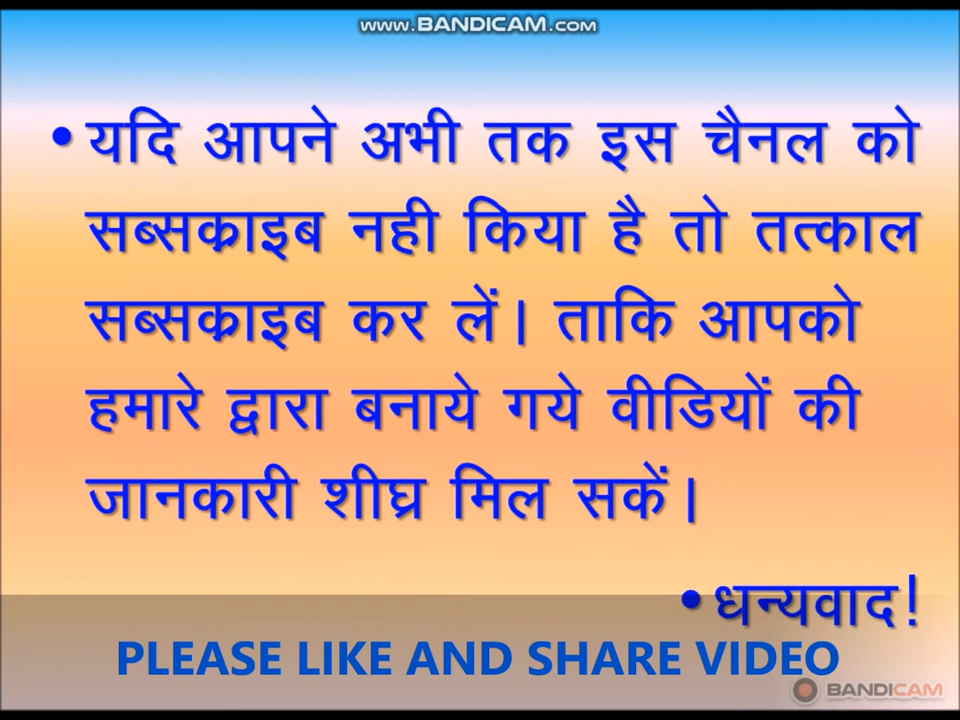 www.BANDICAM.com
• यदि आपने अभी तक इस चैनल को
सब्सक्राइब नही किया है तो तत्काल
सब्सक्राइब कर लें। ताकि आपको
हमारे द्वारा बनाये गये वीडियों की
जानकारी शीघ्र मिल सकें।
• धन्यवाद!
PLEASE LIKE AND SHARE VIDEO
BANDICAM